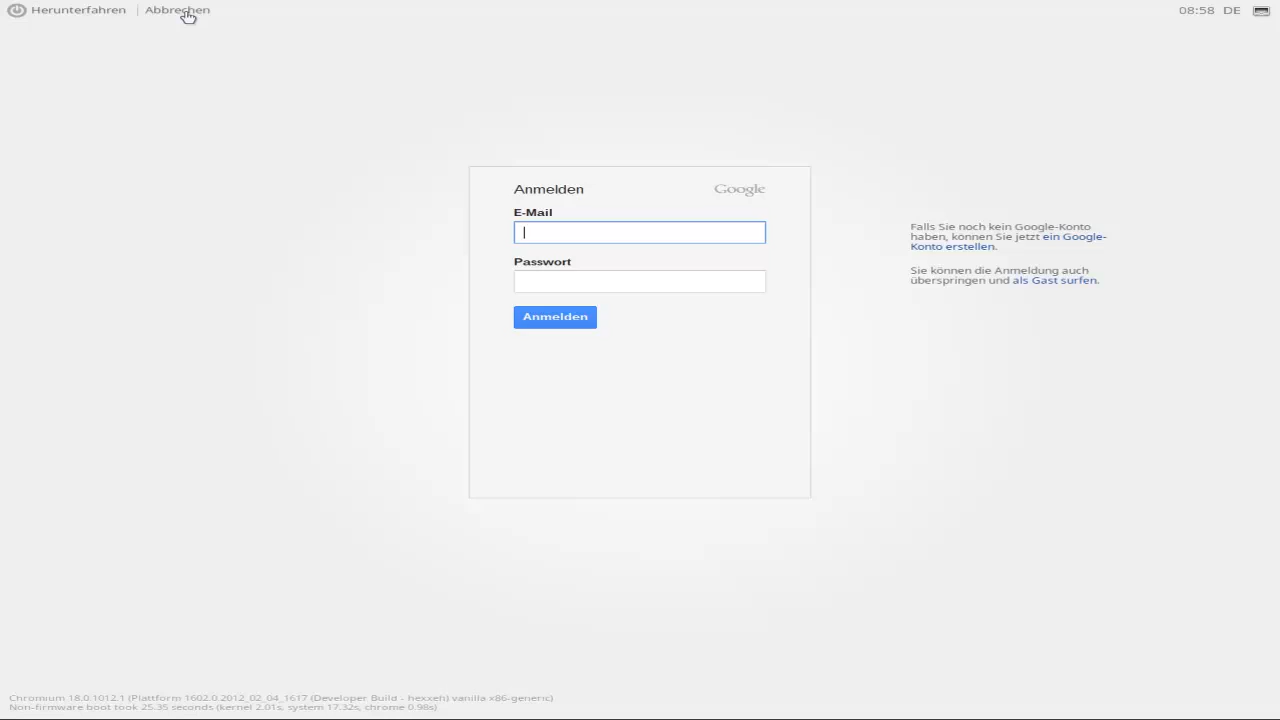 Herunterfahren | Abbrechen
08:58 DE
Anmelden Google
E-Mail
Passwort
Anmelden
Falls Sie noch kein Google-Konto
haben, können Sie jetzt ein Google-
Konto erstellen.
Sie können die Anmeldung auch
überspringen und als Gast surfen.
Chromium 18.0.1012.1 (Plattform 1602.0.2012_02_04_1617 (Developer Build - hexxeh) vanilla x86-generic)
Non-firmware boot took 25.35 seconds (kernel 2.01s, system 17.32s, chrome 0.98s)